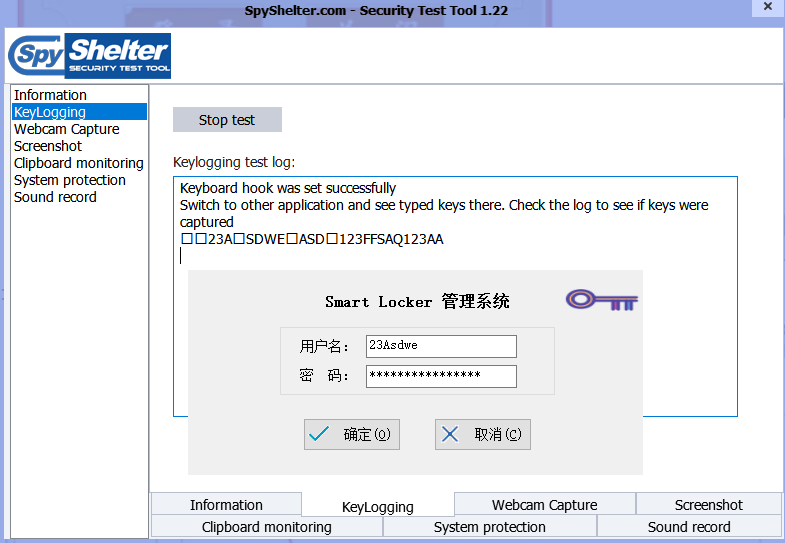 SpyShelter.com - Security Test Tool 1.22
×
Spy Shelter
SECURITY TEST TOOL
Information
KeyLogging
Webcam Capture
Screenshot
Clipboard monitoring
System protection
Sound record
Stop test
Keylogging test log:
Keyboard hook was set successfully
Switch to other application and see typed keys there. Check the log to see if keys were
captured
□□23A□SDWE□ASD□123FFSAQ123AA
Smart Locker 管理系统
用户名: 23Asdwe
密 码: ****************
确定(O) 取消(C)
Information KeyLogging Webcam Capture Screenshot
Clipboard monitoring System protection Sound record